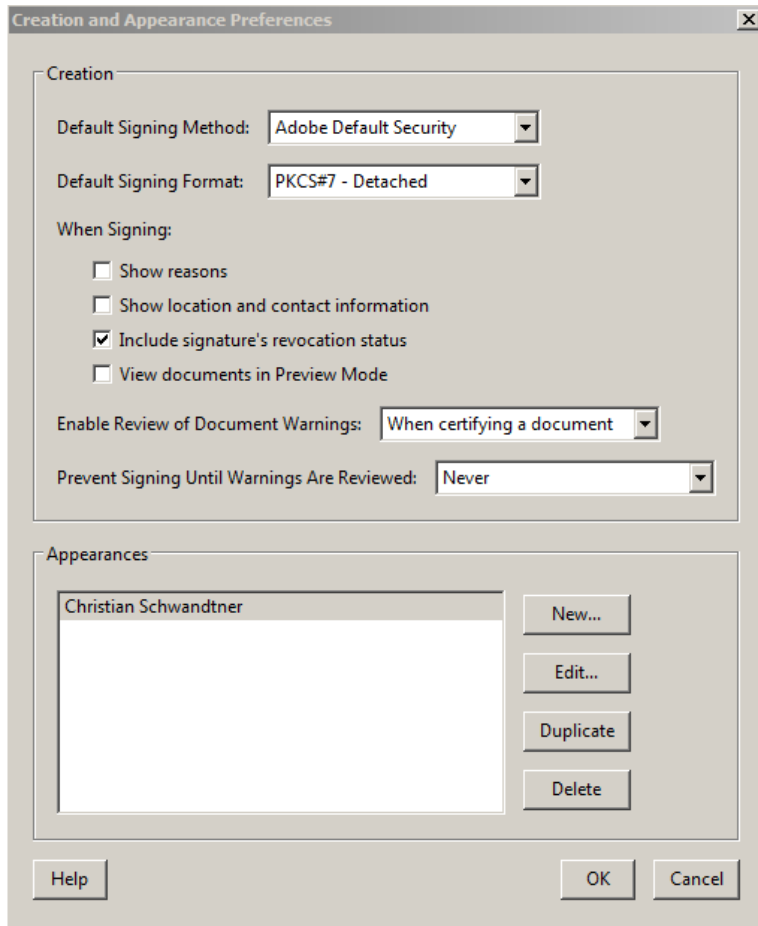 Creation and Appearance Preferences
Creation
Default Signing Method: Adobe Default Security
Default Signing Format: PKCS#7 - Detached
When Signing:
Show reasons
Show location and contact information
Include signature's revocation status
View documents in Preview Mode
Enable Review of Document Warnings: When certifying a document
Prevent Signing Until Warnings Are Reviewed: Never
Appearances
Christian Schwandtner
New...
Edit...
Duplicate
Delete
Help OK Cancel